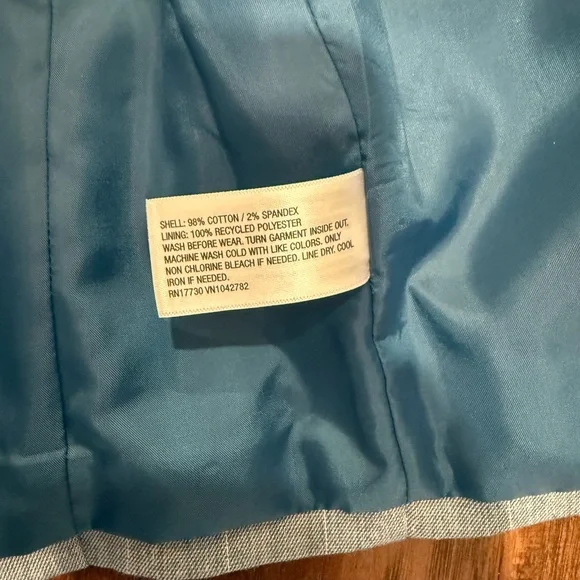 SHELL: 98% COTTON / 2% SPANDEX
LINING: 100% RECYCLED POLYESTER
WASH BEFORE WEAR. TURN GARMENT INSIDE OUT,
MACHINE WASH COLD WITH LIKE COLORS. ONLY
NON CHLORINE BLEACH IF NEEDED. LINE DRY. COOL
IRON IF NEEDED.
RN17730 VN1042782